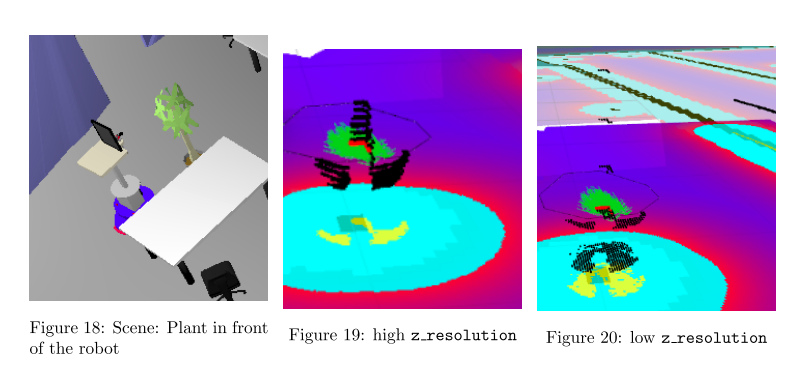 Figure 18: Scene: Plant in front
of the robot
Figure 19: high z_resolution
Figure 20: low z_resolution